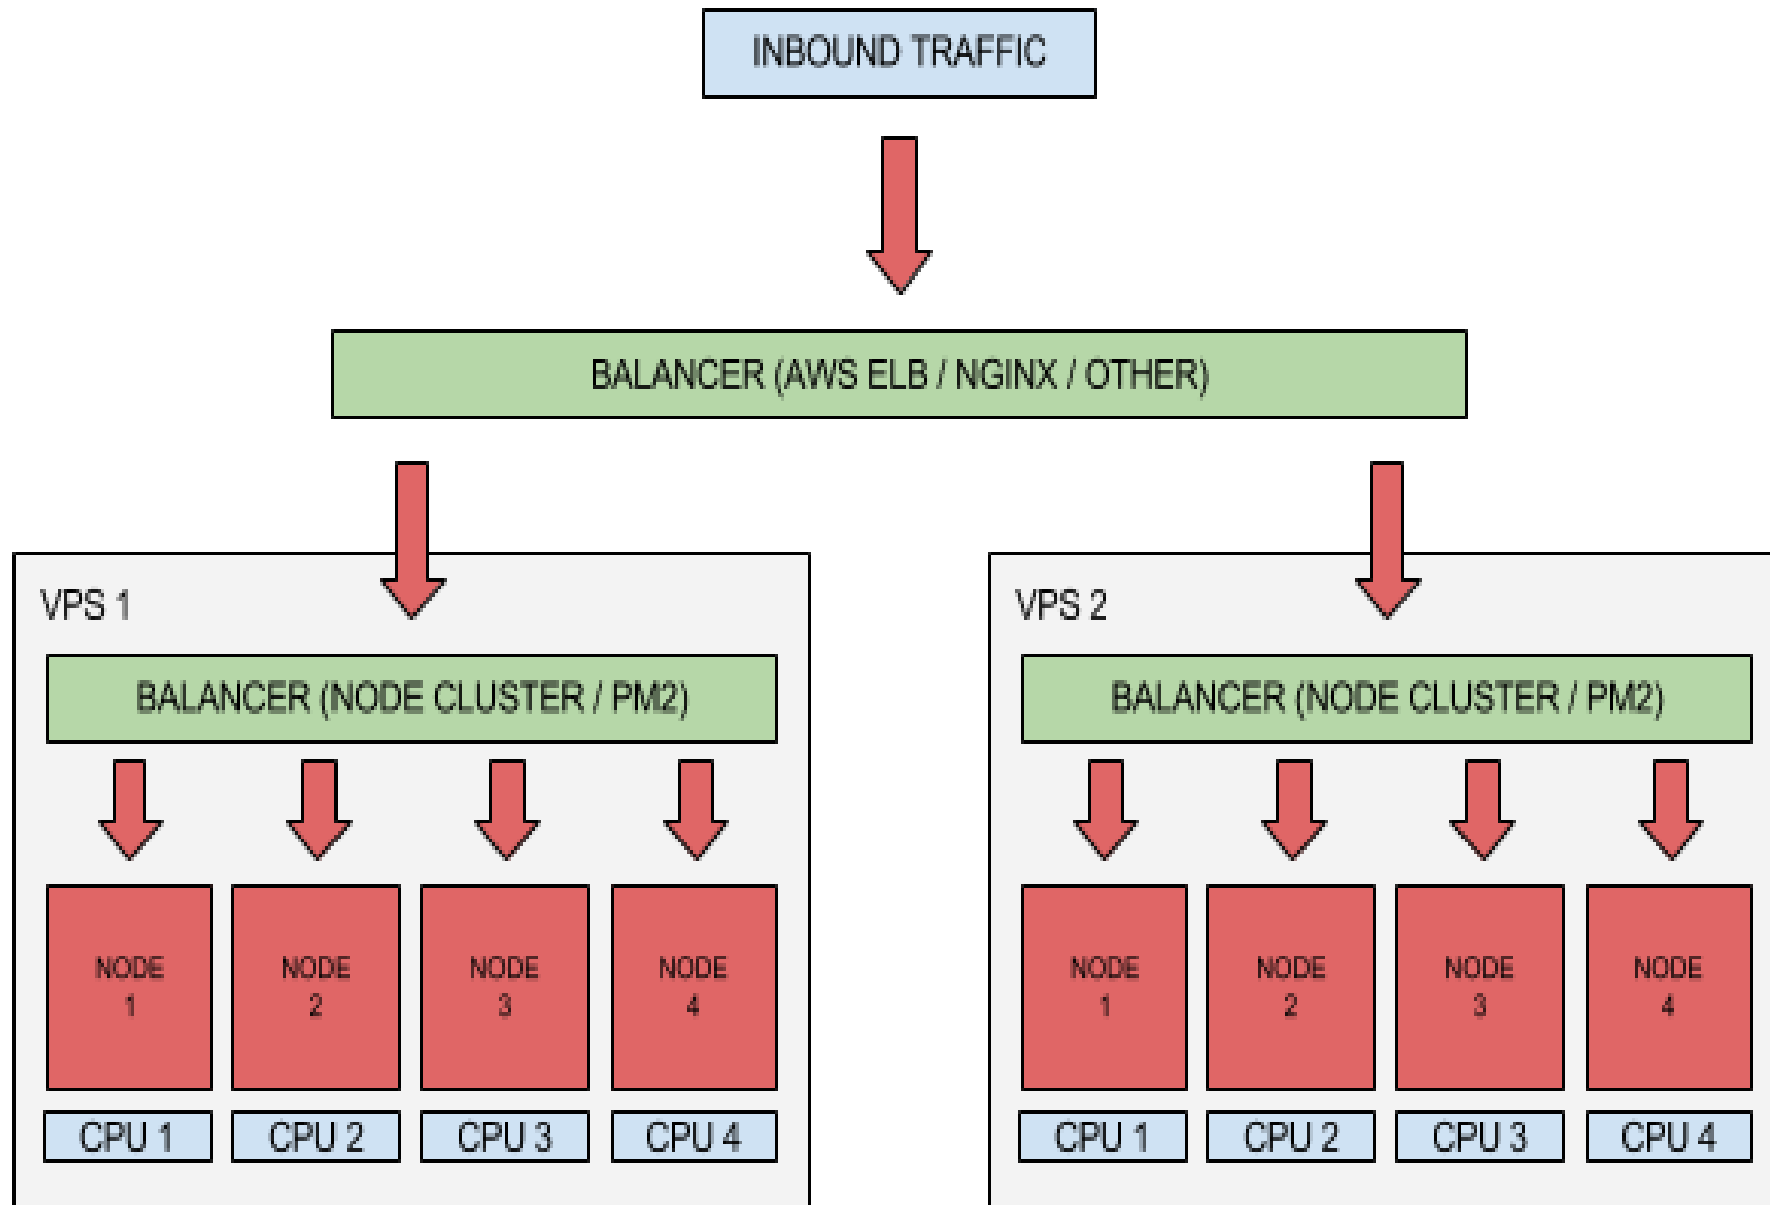 INBOUND TRAFFIC
BALANCER (AWS ELB / NGINX / OTHER)
VPS 1
BALANCER (NODE CLUSTER / PM2)
NODE
1
NODE
2
NODE
3
NODE
4
CPU 1
CPU 2
CPU 3
CPU 4
VPS 2
BALANCER (NODE CLUSTER / PM2)
NODE
1
NODE
2
NODE
3
NODE
4
CPU 1
CPU 2
CPU 3
CPU 4